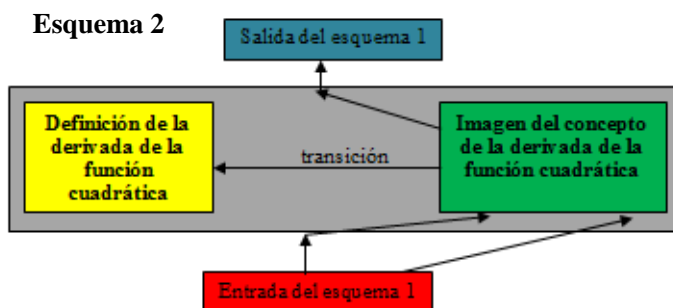 Esquema 2
Salida del esquema 1
Definición de la
derivada de la
función
cuadrática
transición
Imagen del concepto
de la derivada de la
función cuadrática
Entrada del esquema 1